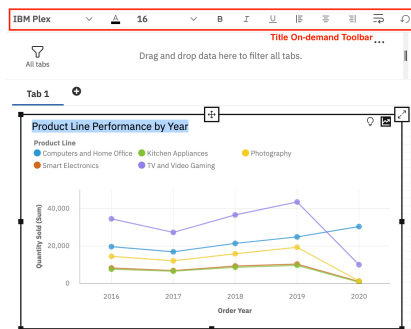 IBM Plex A 16 B I U
Title On-demand Toolbar
All tabs
Drag and drop data here to filter all tabs.
Tab 1
Product Line Performance by Year
Product Line
Computers and Home Office Kitchen Appliances Photography
Smart Electronics TV and Video Gaming
Quantity Sold (Sum)
40,000
20,000
0
2016 2017 2018 2019 2020
Order Year